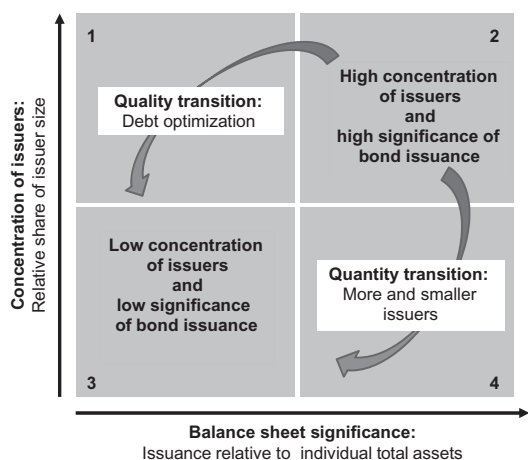 1
2
High concentration
of issuers
and
high significance of
bond issuance
Quality transition:
Debt optimization
Concentration of issuers:
Relative share of issuer size
Low concentration
of issuers
and
low significance
of bond issuance
Quantity transition:
More and smaller
issuers
3
4
Balance sheet significance:
Issuance relative to individual total assets